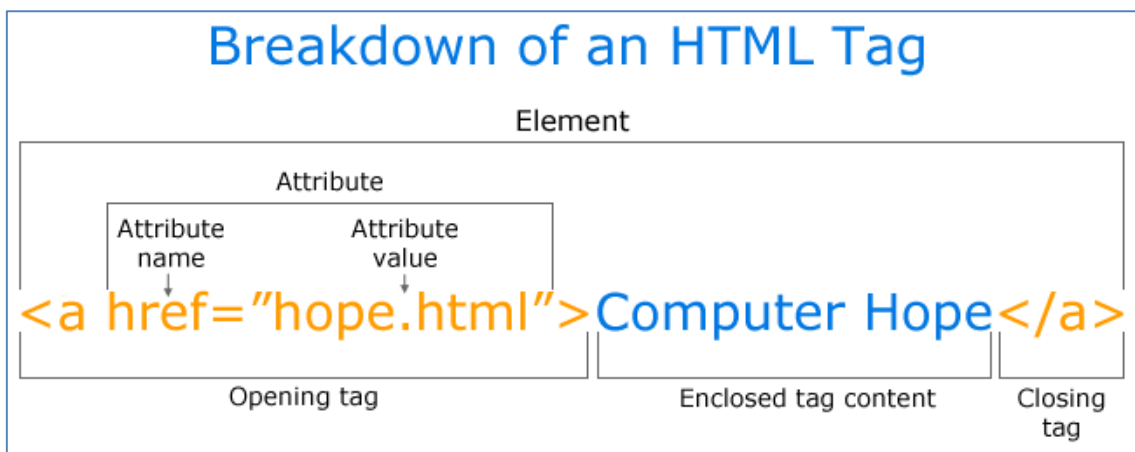 Breakdown of an HTML Tag
Element
Attribute
Attribute name
Attribute value
<a href=”hope.html”>Computer Hope</a>
Opening tag
Enclosed tag content
Closing tag